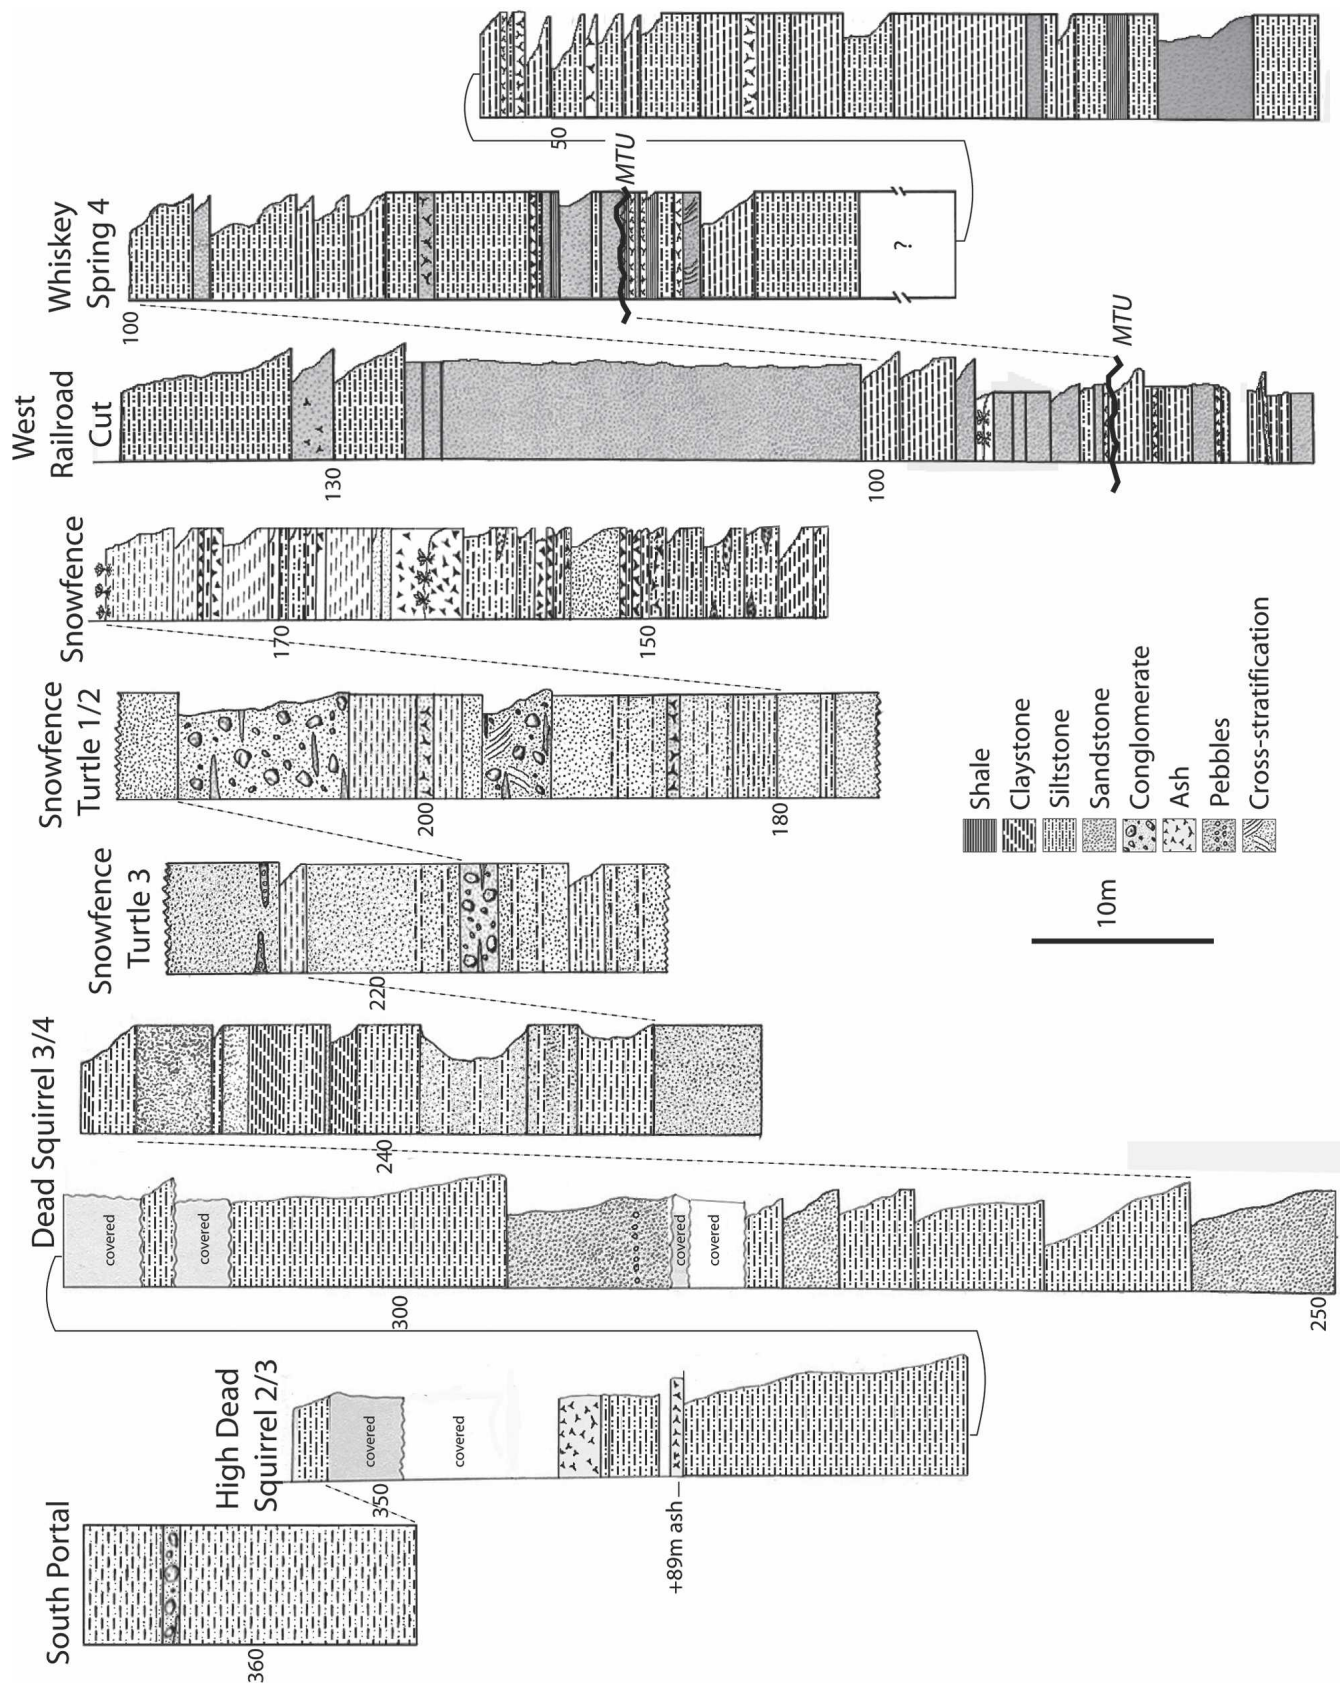 50
MTU
Whiskey
Spring 4
100
?
West
Railroad
Cut
130
100
MTU
Snowfence
170
150
Snowfence
Turtle 1/2
200
180
Snowfence
Turtle 3
220
Shale
Claystone
Siltstone
Sandstone
Conglomerate
Ash
Pebbles
Cross-stratification
10m
Dead Squirrel 3/4
240
covered
covered
covered
covered
300
250
High Dead
Squirrel 2/3
covered
covered
350
+89m ash
South Portal
360